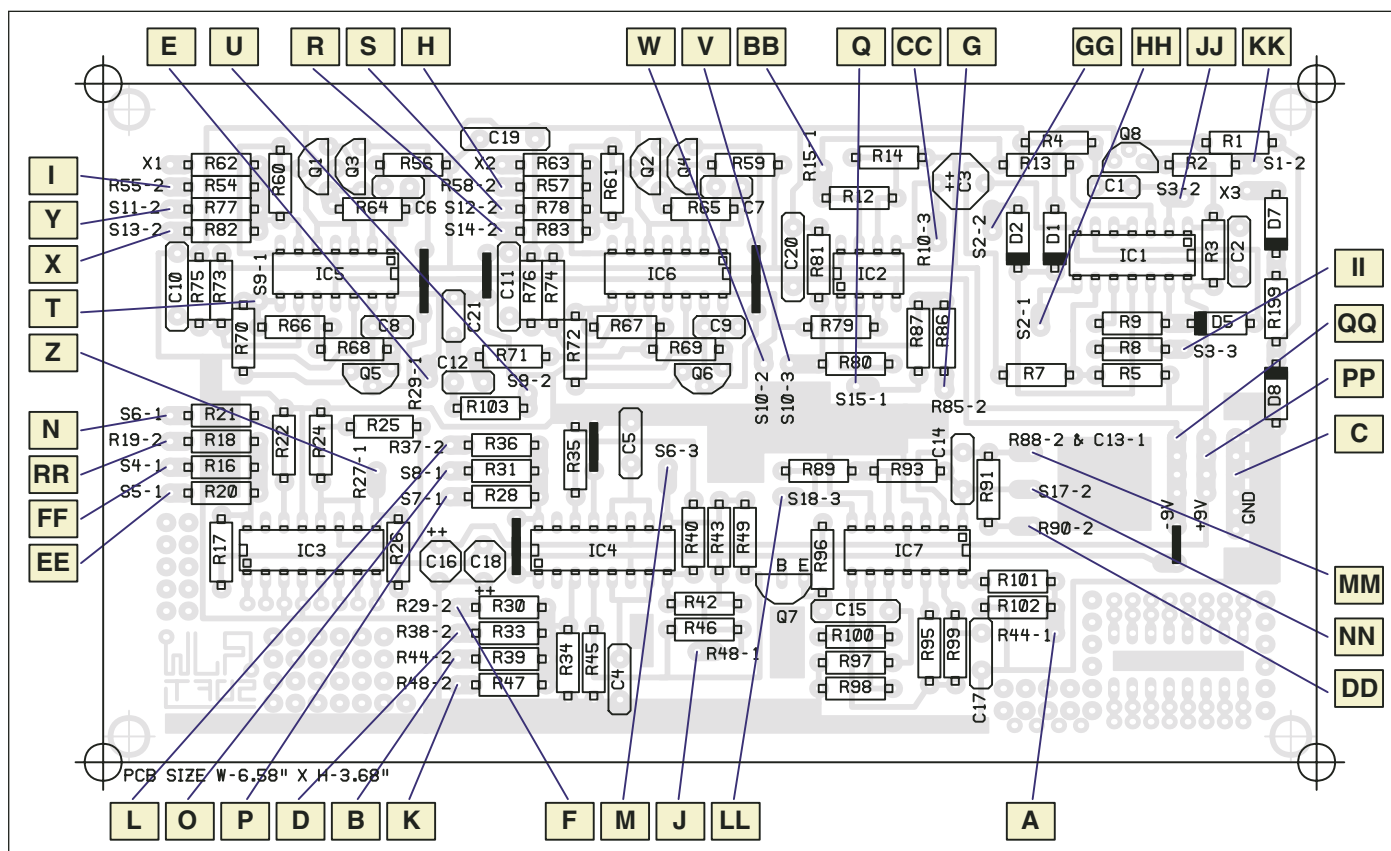 E U R S H W V BB Q CC G GG HH JJ KK
C19
Q1 Q3 Q2 Q4 Q8
R4 R1
X1 R62 R60 R56 X2 R63 R61 R59 R15-1 R14 R13 R2 S1-2
I R55-2 R54 R58-2 R57 R12 ++ C3 C1 S3-2 X3
Y S11-2 R77 R64 C6 S12-2 R78 R65 C7
X S13-2 R82 S14-2 R83 R10-3 S2-2 D2 D1 R3 C2 D7
C10 R75 R73 S9-1 IC5 C11 R76 R74 IC6 C20 R81 IC2 IC1 II
T R70 R66 C8 C21 R72 R67 C9 R79 R87 R86 S2-1 R9 D5 R199 QQ
Z R68 C12 R71 R69 R80 R8 S3-3
Q5 R29-1 S9-2 Q6 S10-2 S10-3 S15-1 R85-2 R7 R5 D8 PP
R103
N S6-1 R21 R22 R24 R25 R37-2 R36 R35 C5 C14 R88-2 & C13-1 C
RR R19-2 R18
FF S4-1 R16 R27-1 S8-1 R31 S6-3 R89 R93 R91
EE S5-1 R20 S7-1 R28 S18-3 S17-2 -9V +9V GND
R17 IC3 R26 ++ C16 C18 ++ IC4 R40 R43 R49 B E R96 IC7 R90-2
Q7
R29-2 R30 R42 C15 R101 MM
R38-2 R33 R46 R100 R102 R44-1
R44-2 R39 R34 R45 C4 R48-1 R97 R95 R99 NN
R48-2 R47 R98 C17 DD
WLP
PCB SIZE W-6.58" X H-3.68"
L O P D B K F M J LL A